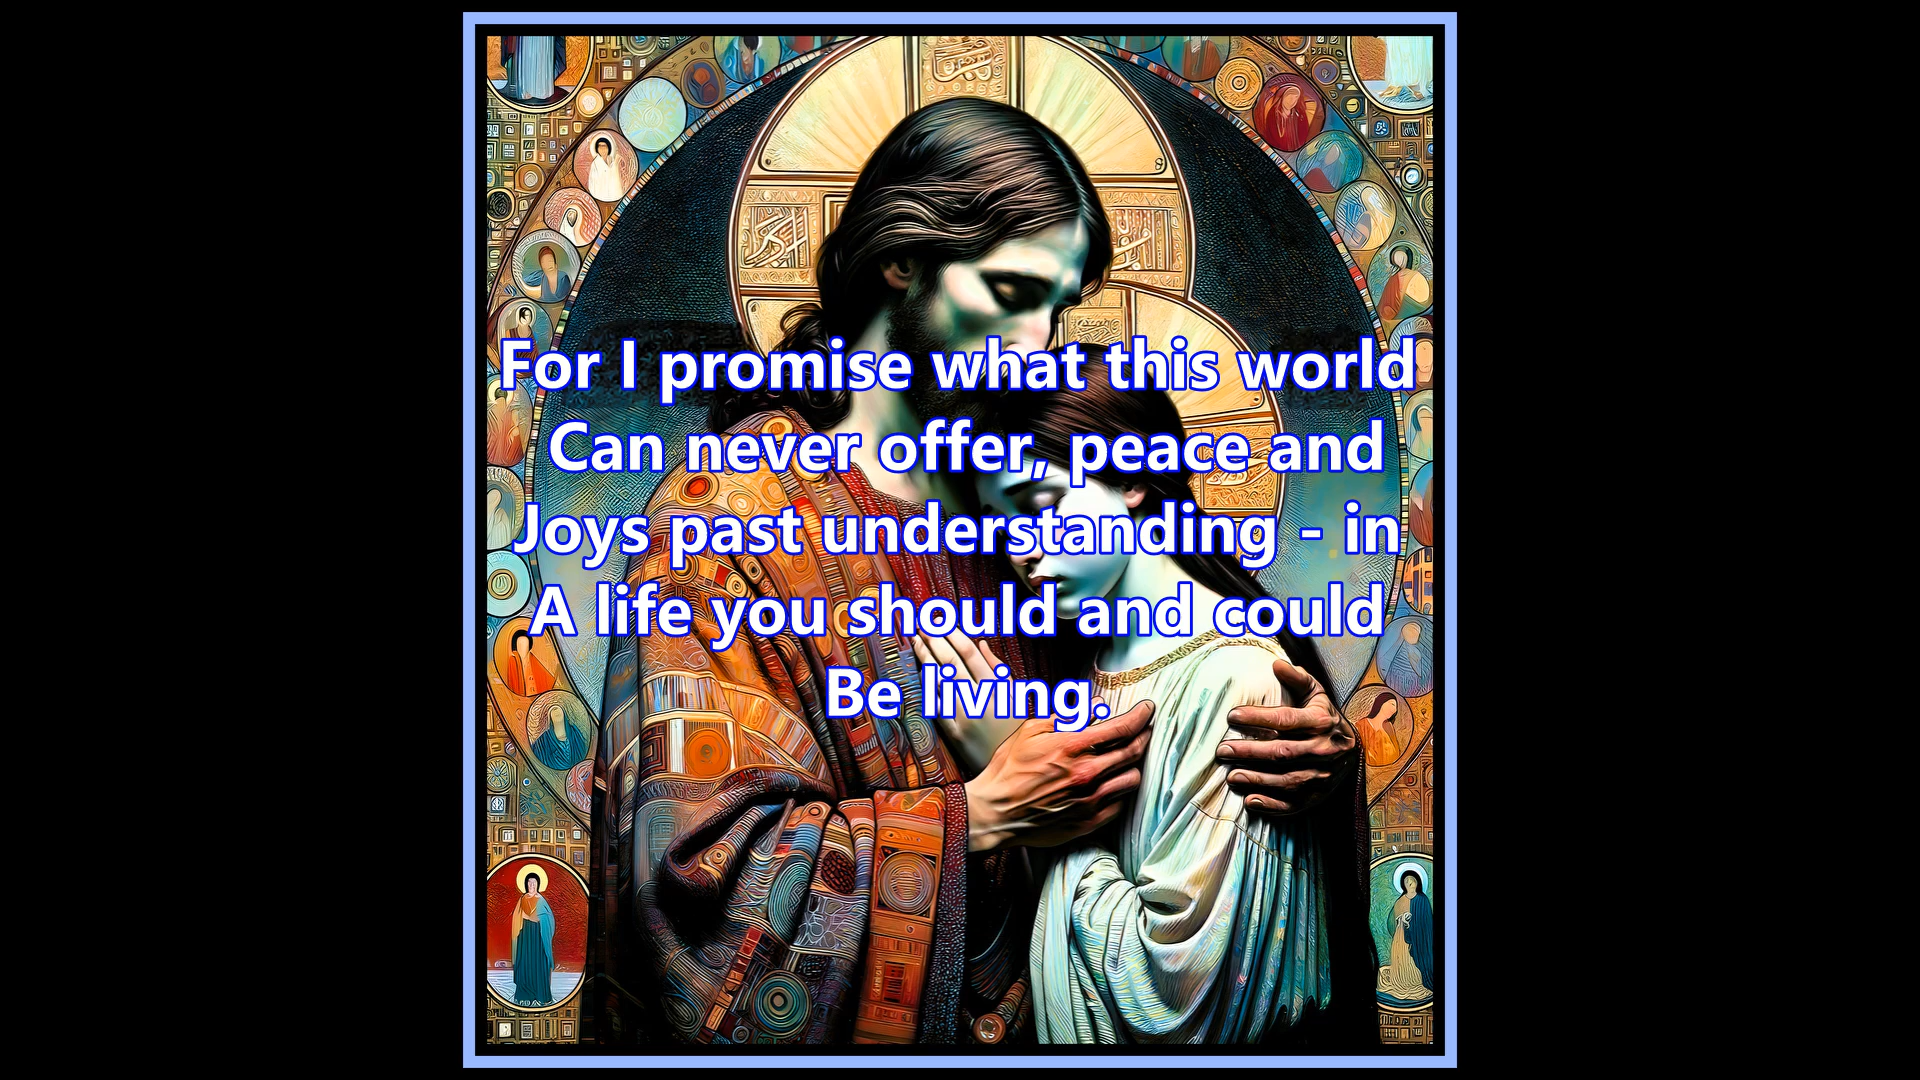 For I promise what this world
Can never offer, peace and
Joys past understanding - in
A life you should and could
Be living.